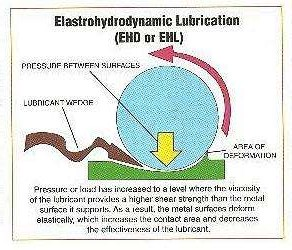 Elastrohydrodynamic Lubrication
(EHD or EHL)
PRESSURE BETWEEN SURFACES
LUBRICANT WEDGE
AREA OF
DEFORMATION
Pressure or load has increased to a level where the viscosity
of the lubricant provides a higher shear strength than the metal
surface it supports. As a result, the metal surfaces deform
elastically, which increases the contact area and decreases
the effectiveness of the lubricant.